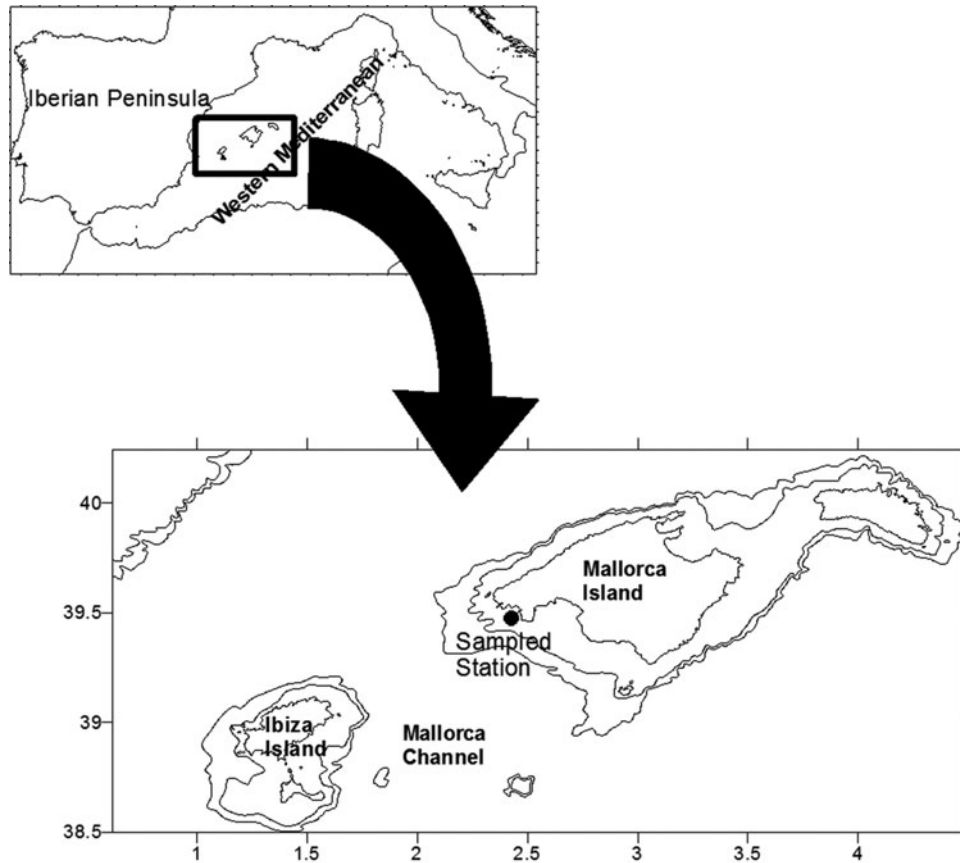 Iberian Peninsula
Western Mediterranean
40
39.5
39
38.5
Mallorca
Island
Sampled
Station
Ibiza
Island
Mallorca
Channel
1
1.5
2
2.5
3
3.5
4